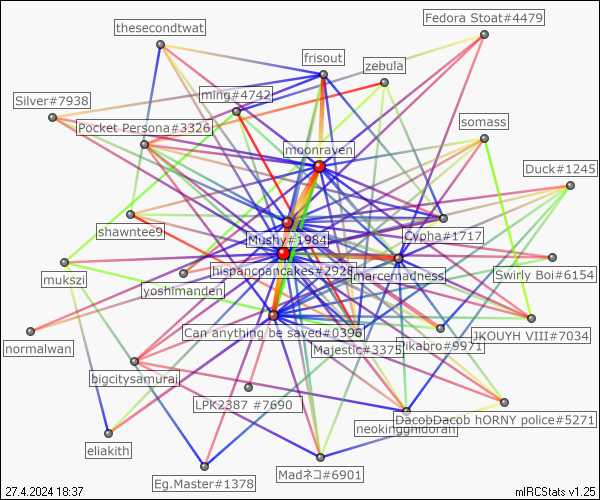 Fedora Stoat#4479
thesecondtwat
frisout
zebula
Silver#7938
ming#4742
Pocket Persona#3326
somass
moonraven
Duck#1245
shawntee9
Mushy#1984
Cypha#1717
hispancpancakes#2928
marcemadness
Swirly Boi#6154
mukszi
yoshimanden
Can anything be saved#0396
JKOUYH VIII#7034
normalwan
Majestic#3375
hikabro#9971
bigcitysamurai
LPK2387 #7690
DacobDacob hORNY police#5271
neokingghidorah
eliakith
Madネコ#6901
Eg.Master#1378
27.4.2024 18:37
mIRCStats v1.25